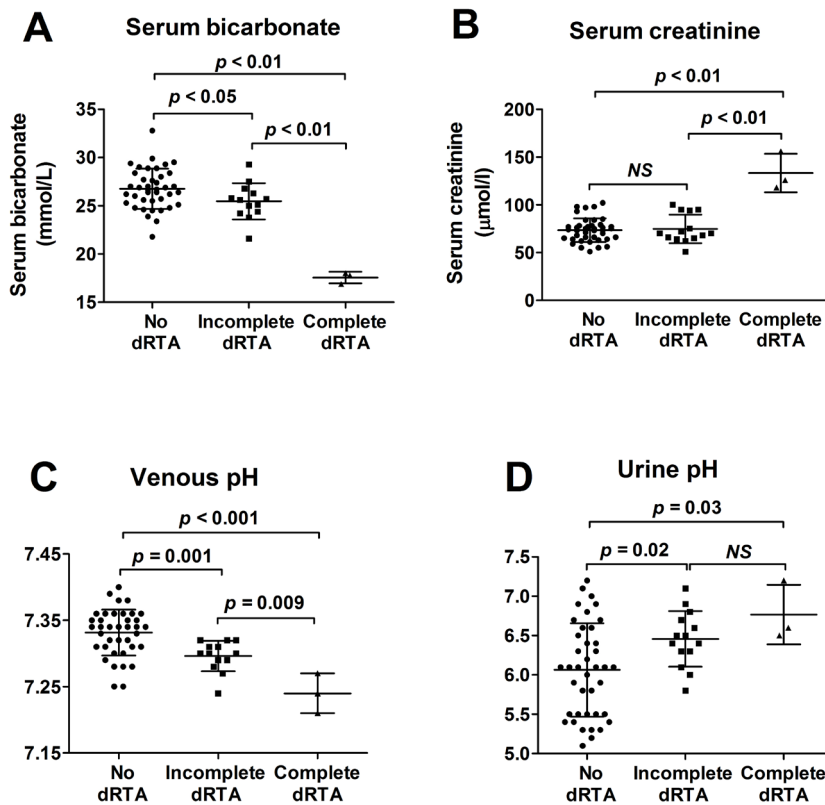 A
Serum bicarbonate
p < 0.01
p < 0.05
p < 0.01
Serum bicarbonate
(mmol/L)
35
30
25
20
15
No
dRTA
Incomplete
dRTA
Complete
dRTA
B
Serum creatinine
p < 0.01
p < 0.01
NS
Serum creatinine
(μmol/l)
200
150
100
50
0
No
dRTA
Incomplete
dRTA
Complete
dRTA
C
Venous pH
p < 0.001
p = 0.001
p = 0.009
7.45
7.35
7.25
7.15
No
dRTA
Incomplete
dRTA
Complete
dRTA
D
Urine pH
p = 0.03
p = 0.02
NS
7.5
7.0
6.5
6.0
5.5
5.0
No
dRTA
Incomplete
dRTA
Complete
dRTA